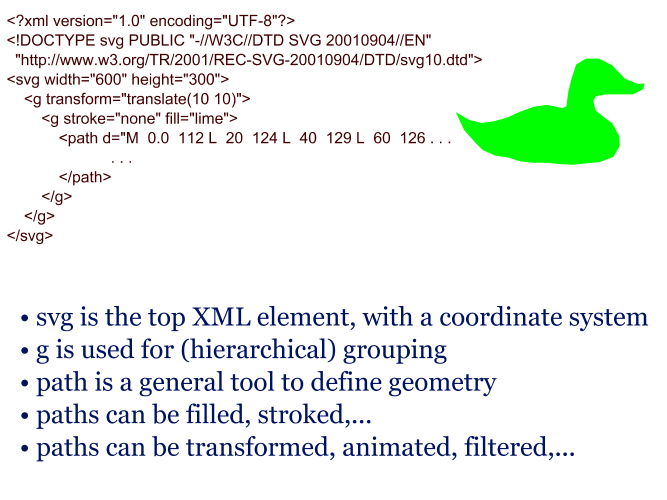 <?xml version="1.0" encoding="UTF-8"?>
<!DOCTYPE svg PUBLIC "-//W3C//DTD SVG 20010904//EN"
"http://www.w3.org/TR/2001/REC-SVG-20010904/DTD/svg10.dtd">
<svg width="600" height="300">
<g transform="translate(10 10)">
<g stroke="none" fill="lime">
<path d="M 0.0 112 L 20 124 L 40 129 L 60 126 . . .
. . .
</path>
</g>
</g>
</svg>
• svg is the top XML element, with a coordinate system
• g is used for (hierarchical) grouping
• path is a general tool to define geometry
• paths can be filled, stroked,...
• paths can be transformed, animated, filtered,...